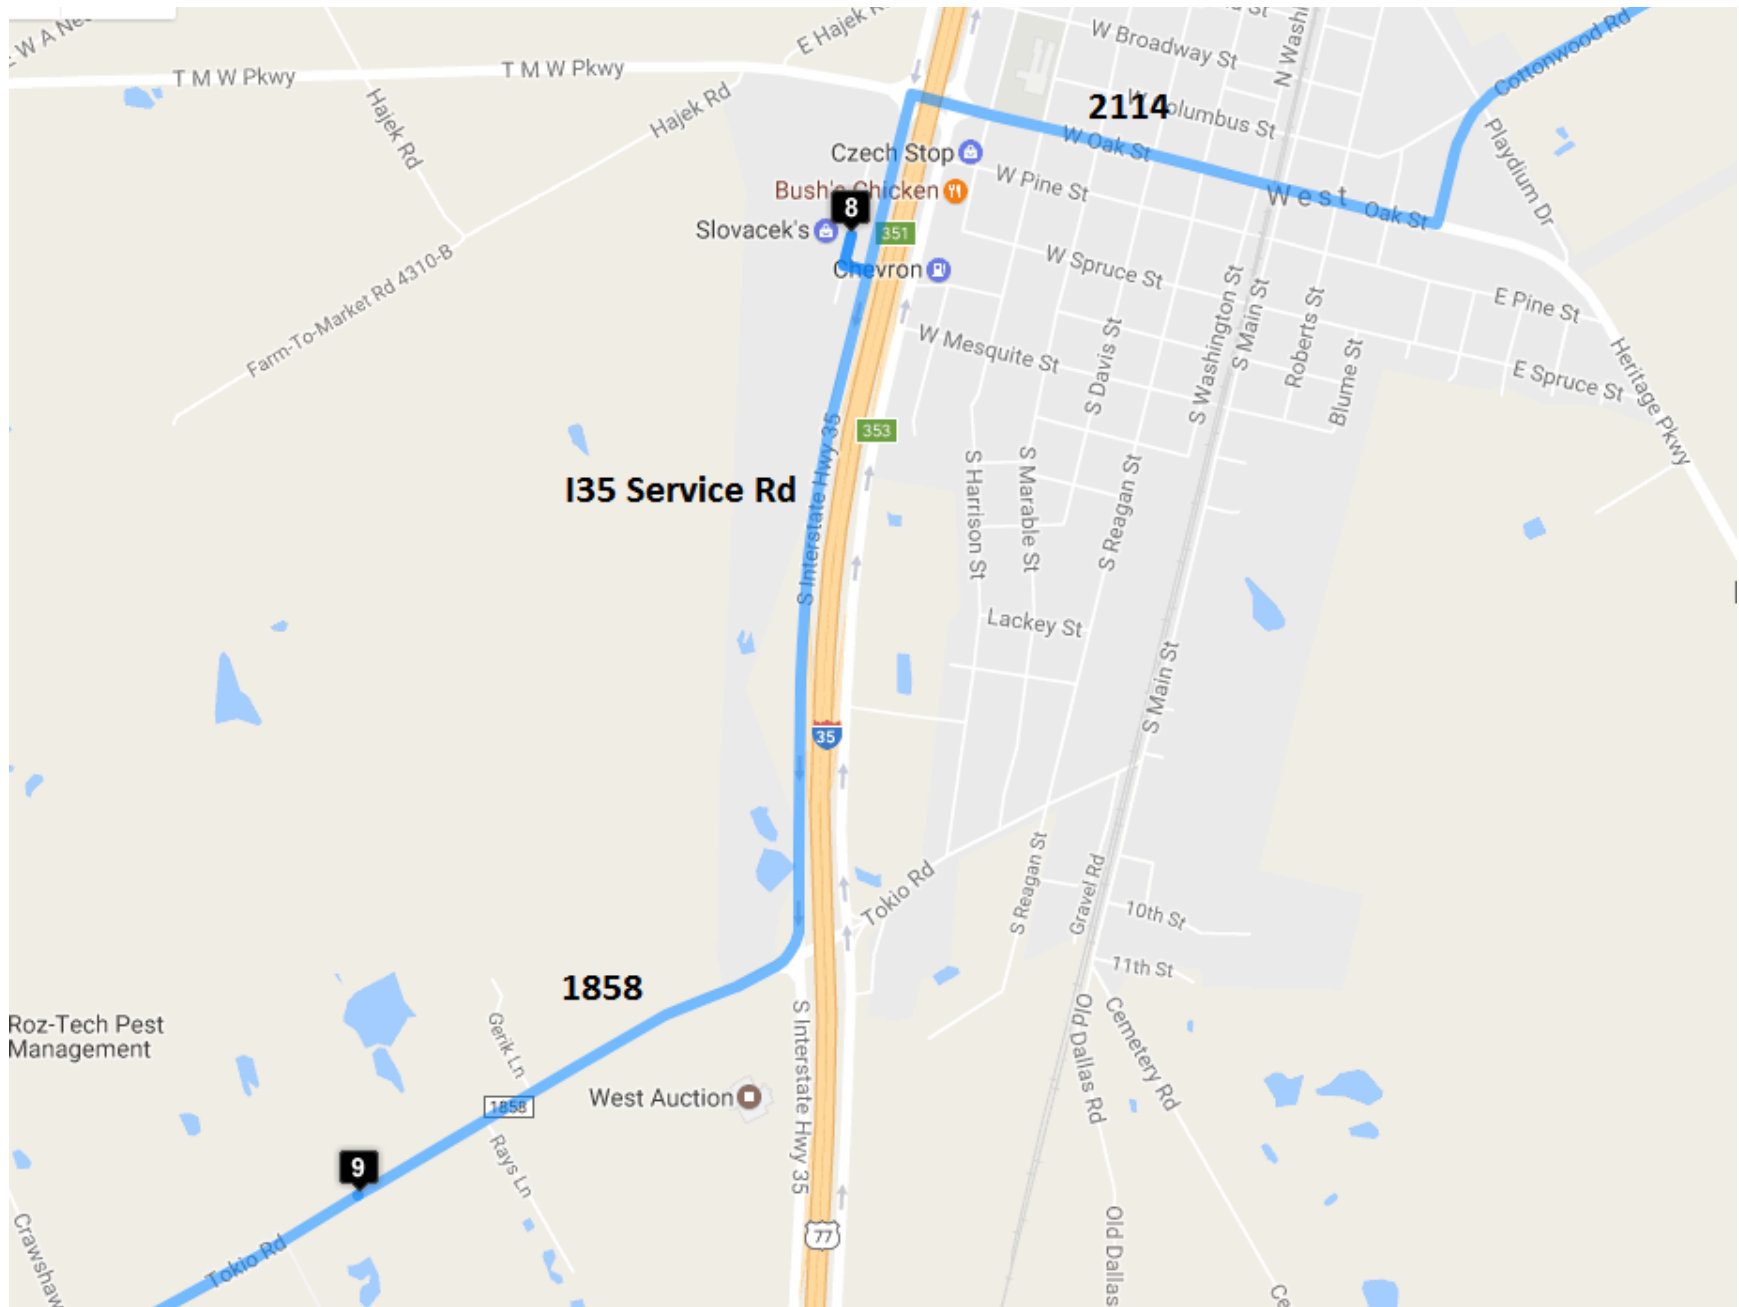 E W A Ne
T M W Pkwy
T M W Pkwy
E Hajek R
W Broadway St
St
N Washi
Cottonwood Rd
Hajek Rd
Hajek Rd
2114
W Columbus St
Playdium Dr
W Oak St
Czech Stop
W Pine St
Bush's Chicken
West
8
Oak St
Slovacek's
351
Chevron
W Spruce St
Farm-To-Market Rd 4310-B
E Pine St
W Mesquite St
S Davis St
S Washington St
S Main St
Roberts St
Blume St
E Spruce St
Heritage Pkwy
353
I35 Service Rd
S Interstate Hwy 35
S Harrison St
S Marable St
S Reagan St
Lackey St
S Main St
35
Tokio Rd
S Reagan St
Gravel Rd
10th St
11th St
1858
Roz-Tech Pest
Management
Gerik Ln
S Interstate Hwy 35
Old Dallas Rd
Cemetery Rd
West Auction
1858
9
Rays Ln
Tokio Rd
Crawshaw
77
Old Dallas
Ce